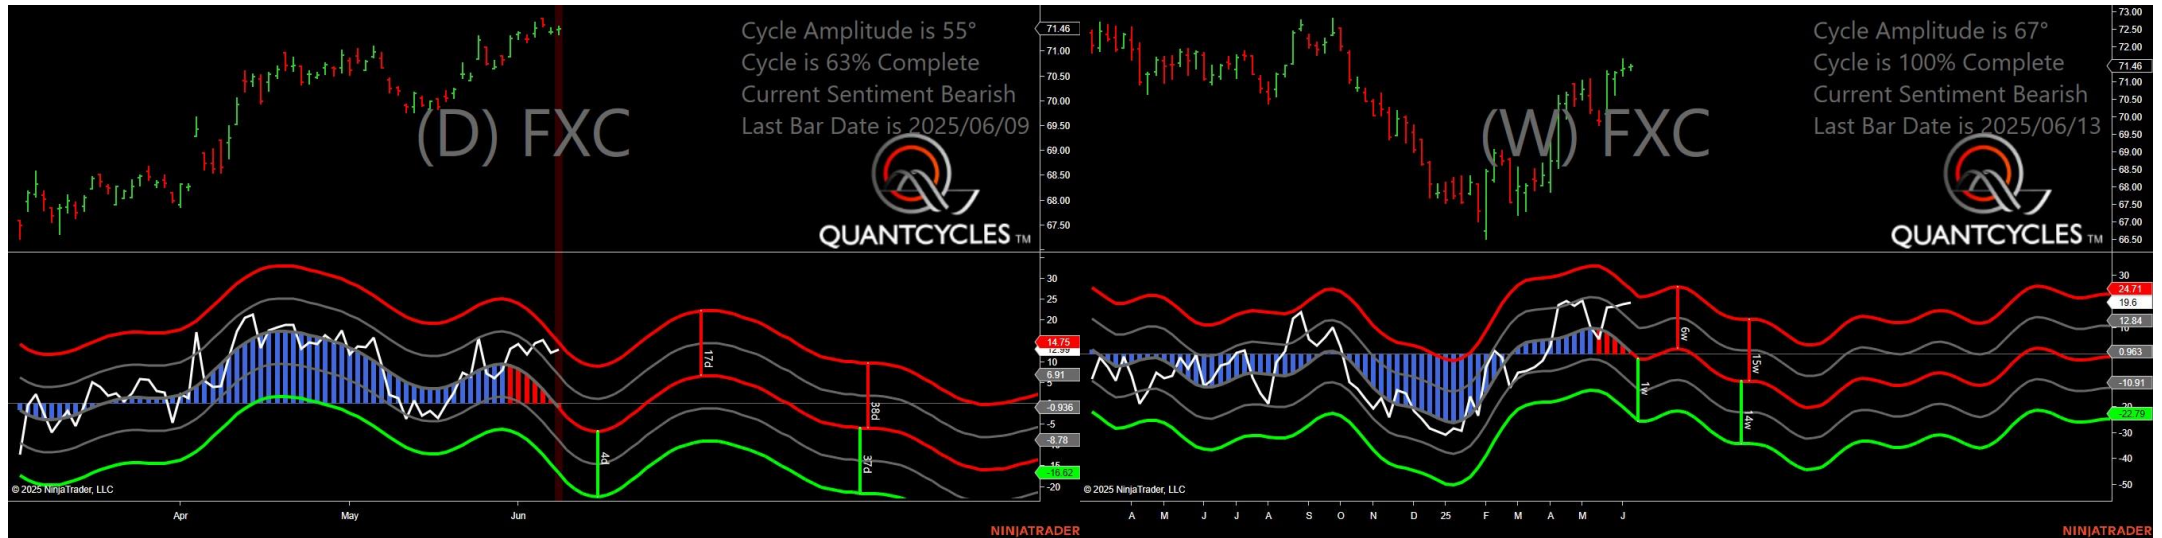 Cycle Amplitude is 55°
Cycle is 63% Complete
Current Sentiment Bearish
Last Bar Date is 2025/06/09
(D) FXC
QUANTCYCLES TM
71.46
71.00
70.50
70.00
69.50
69.00
68.50
68.00
67.50
30
25
20
14.75
12.99
10
6.91
5
-0.936
-5
-8.78
-15
-16.62
-20
17d
38d
4d
37d
© 2025 NinjaTrader, LLC
Apr
May
Jun
NINJATRADER
Cycle Amplitude is 67°
Cycle is 100% Complete
Current Sentiment Bearish
Last Bar Date is 2025/06/13
(W) FXC
QUANTCYCLES TM
73.00
72.50
72.00
71.46
71.00
70.50
70.00
69.50
69.00
68.50
68.00
67.50
67.00
66.50
30
24.71
19.6
12.84
10
0.963
-10.91
-22.79
-30
-40
-50
6w
15w
1w
14w
© 2025 NinjaTrader, LLC
A
M
J
J
A
S
O
N
D
25
F
M
A
M
J
NINJATRADER